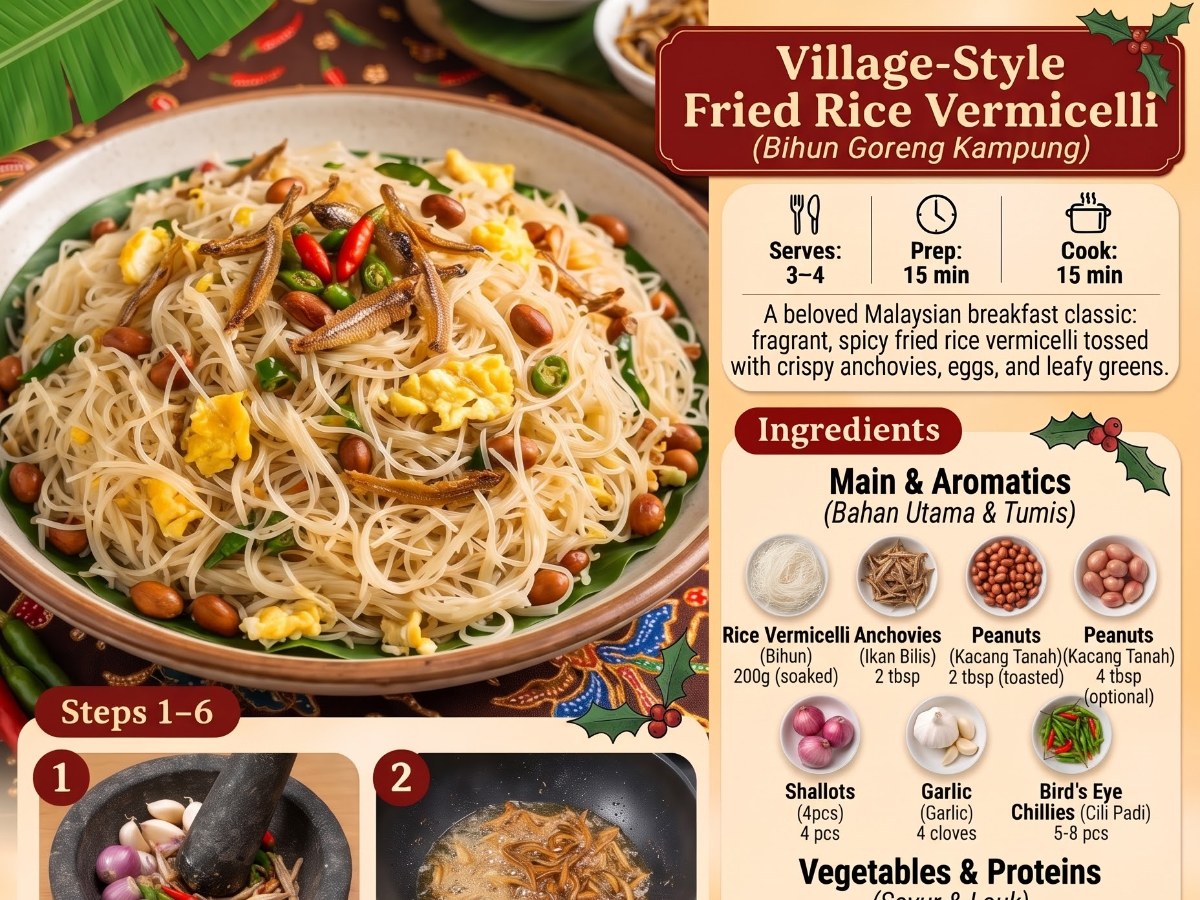 Village-Style
Fried Rice Vermicelli
(Bihun Goreng Kampung)
Serves:
3–4
Prep:
15 min
Cook:
15 min
A beloved Malaysian breakfast classic:
fragrant, spicy fried rice vermicelli tossed
with crispy anchovies, eggs, and leafy greens.
Ingredients
Main & Aromatics
(Bahan Utama & Tumis)
Rice Vermicelli
(Bihun)
200g (soaked)
Anchovies
(Ikan Bilis)
2 tbsp
Peanuts
(Kacang Tanah)
2 tbsp (toasted)
Peanuts
(Kacang Tanah)
4 tbsp
(optional)
Shallots
(4pcs)
4 pcs
Garlic
(Garlic)
4 cloves
Bird's Eye
Chillies (Cili Padi)
5-8 pcs
Vegetables & Proteins
(Sayur & Lauk)
Steps 1–6
1
2